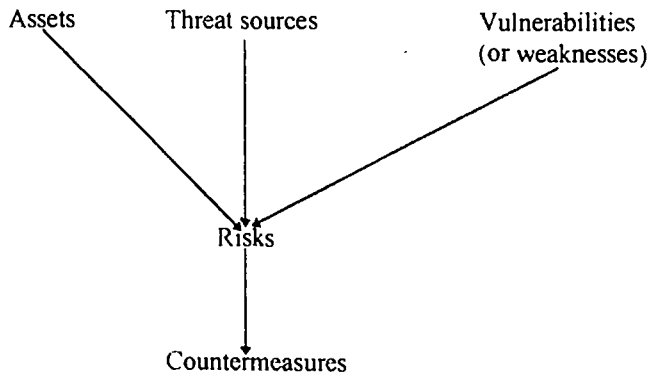 Assets
Threat sources
Vulnerabilities
(or weaknesses)
Risks
Countermeasures